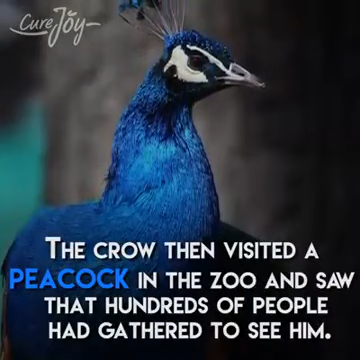 CureJoy
THE CROW THEN VISITED A
PEACOCK IN THE ZOO AND SAW
THAT HUNDREDS OF PEOPLE
HAD GATHERED TO SEE HIM.